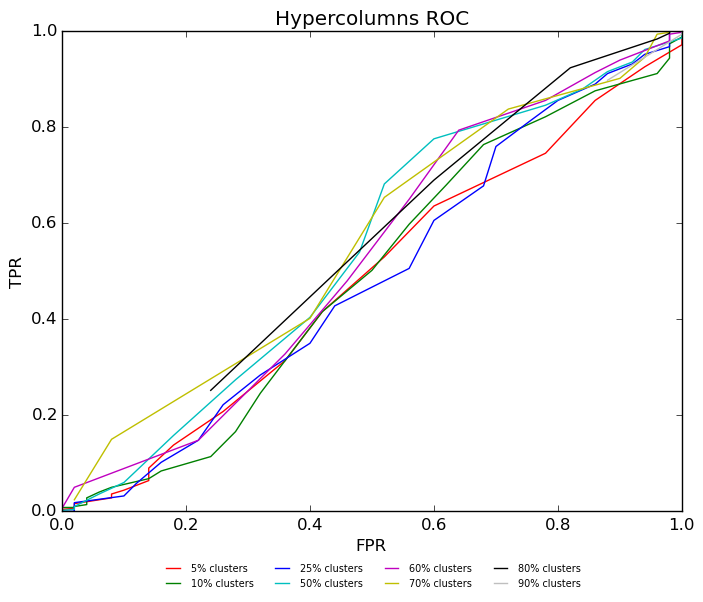 Hypercolumns ROC
1.0
0.8
0.6
0.4
0.2
0.0
TPR
0.0 0.2 0.4 0.6 0.8 1.0
FPR
5% clusters 25% clusters 60% clusters 80% clusters
10% clusters 50% clusters 70% clusters 90% clusters